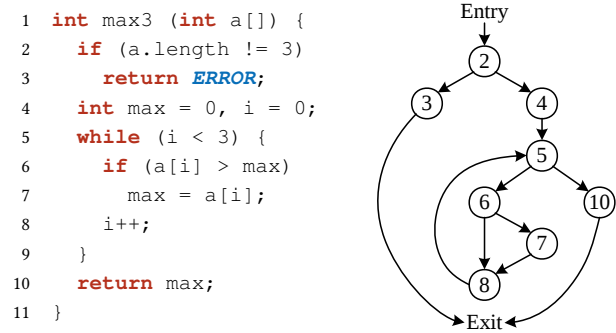 1 int max3 (int a[]) {
2   if (a.length != 3)
3     return ERROR;
4   int max = 0, i = 0;
5   while (i < 3) {
6     if (a[i] > max)
7       max = a[i];
8     i++;
9   }
10   return max;
11 }
Entry
2
3
4
5
6
10
7
8
Exit